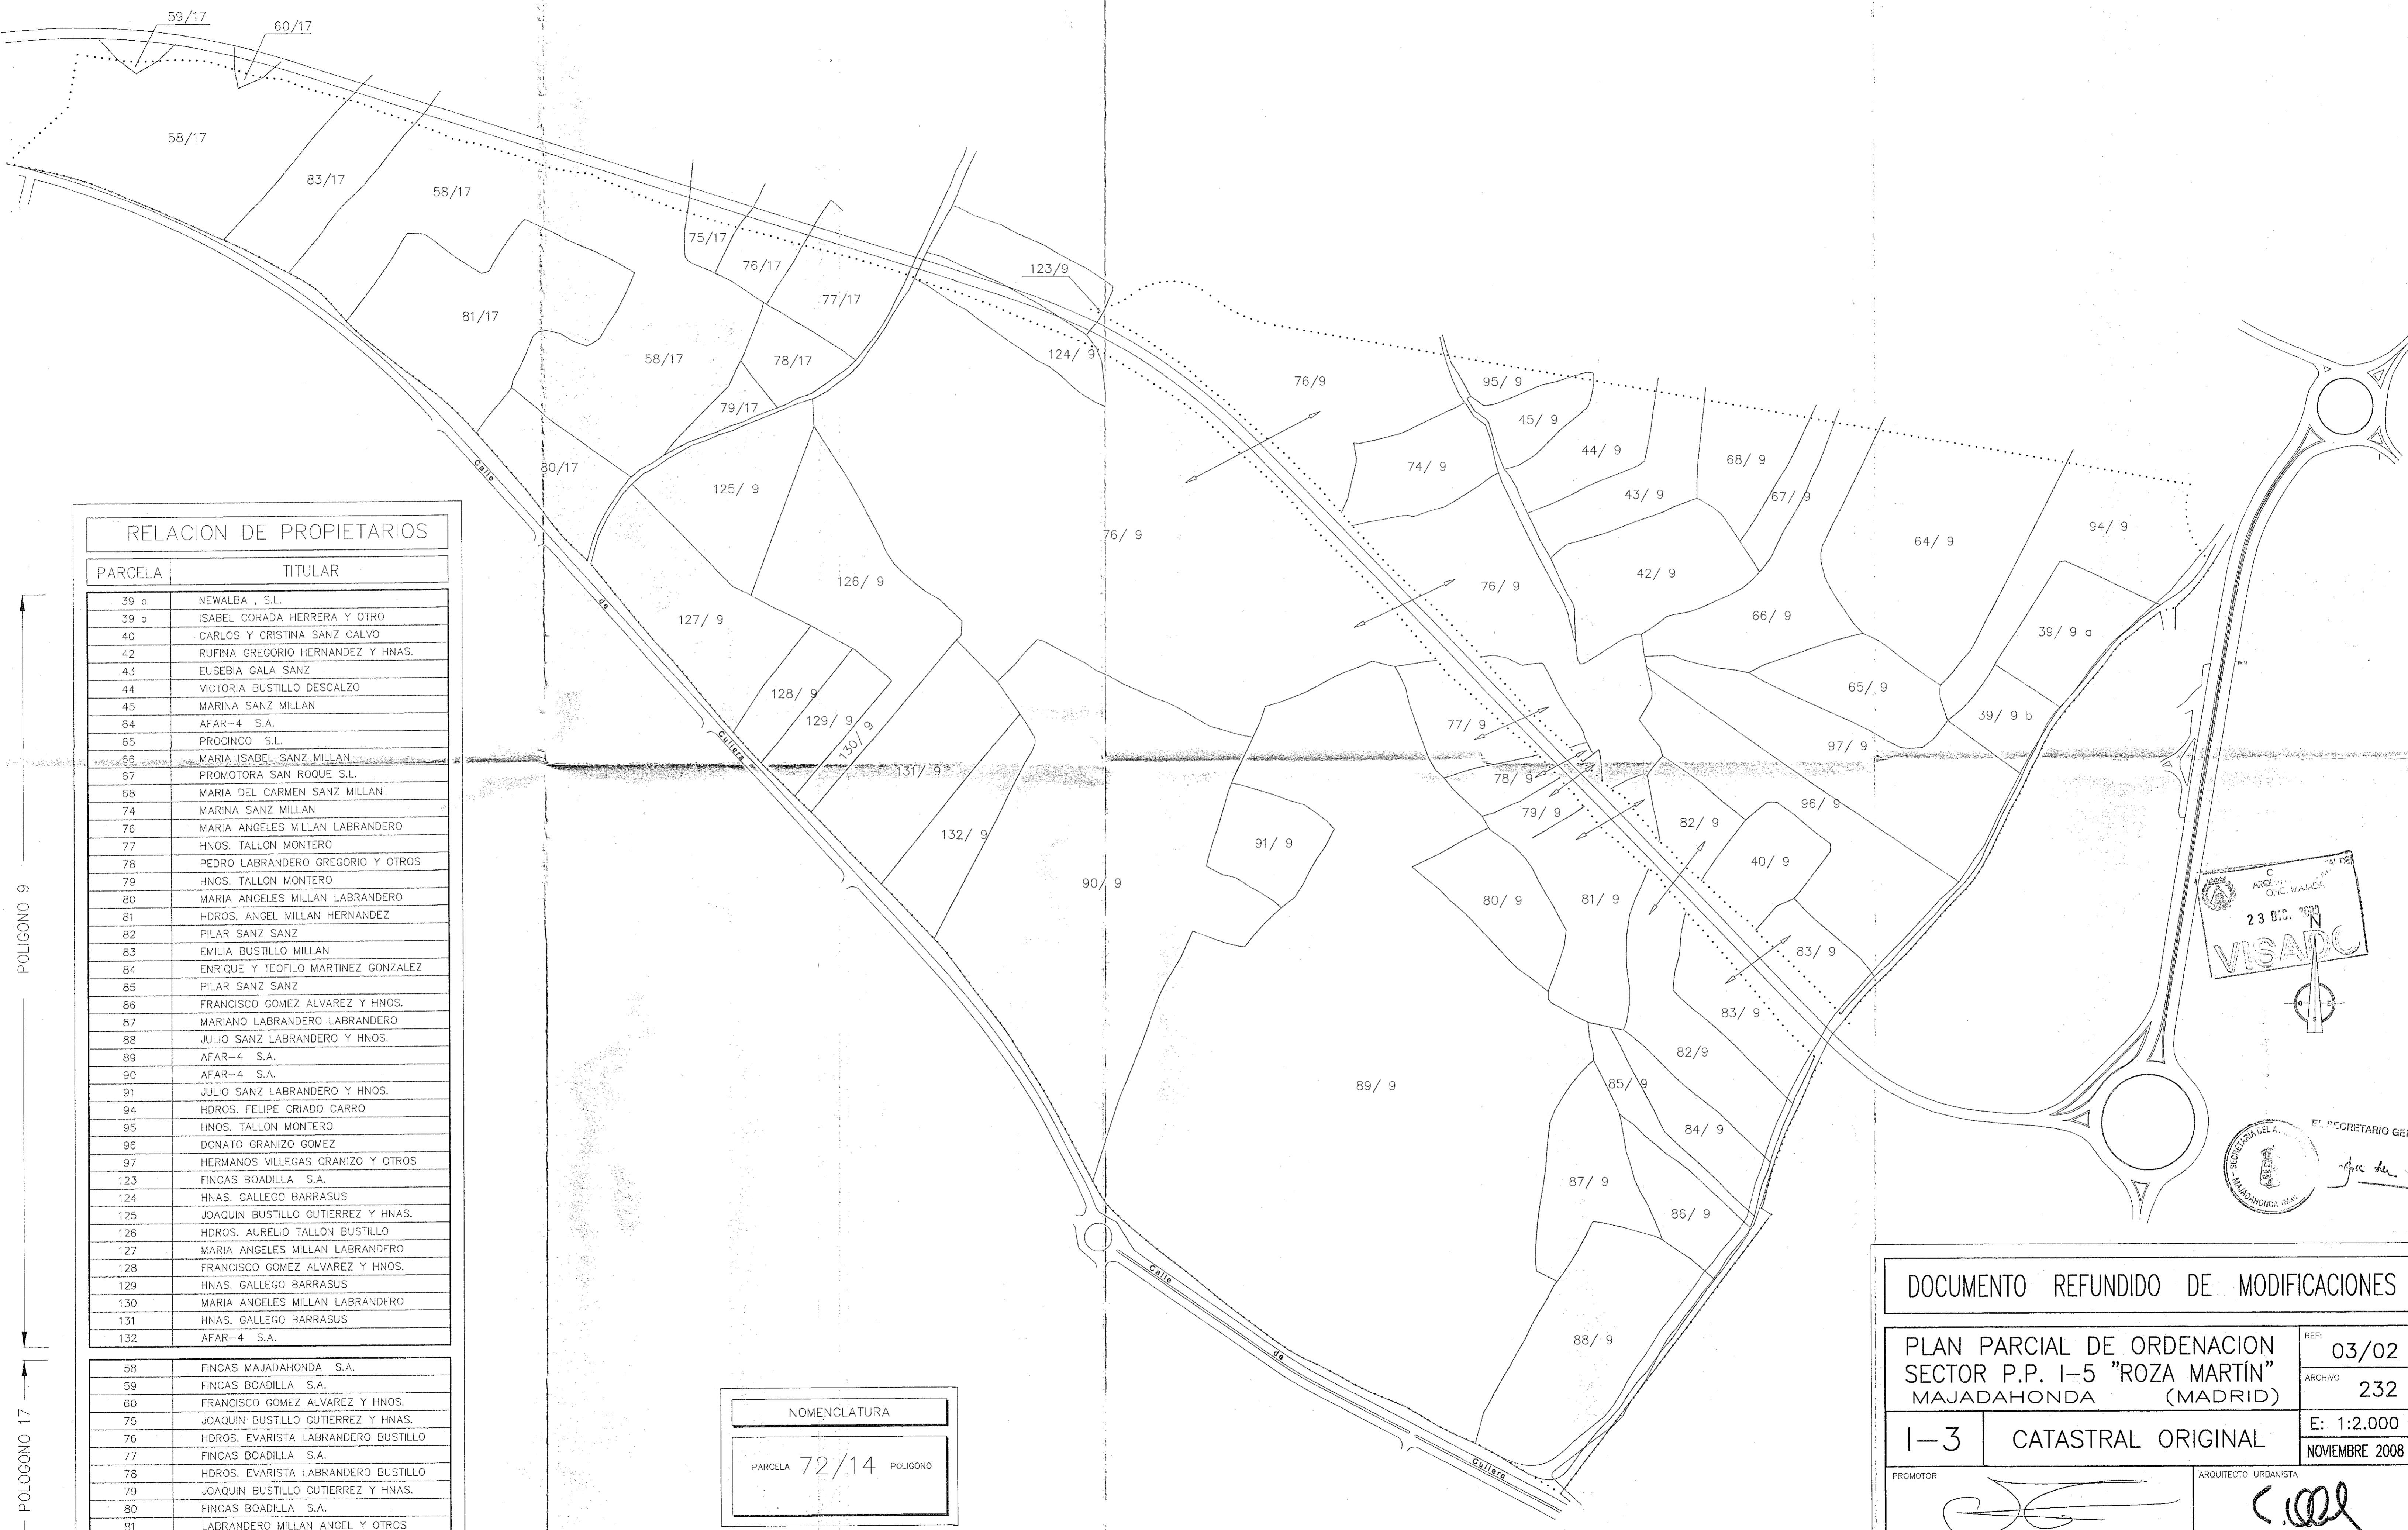 59/17
60/17
58/17
83/17
58/17
75/17
76/17
77/17
81/17
58/17
78/17
79/17
80/17
123/9
124/ 9
76/9
95/ 9
45/ 9
74/ 9
44/ 9
68/ 9
43/ 9
67/ 9
125/ 9
76/ 9
64/ 9
94/ 9
126/ 9
76/ 9
42/ 9
127/ 9
66/ 9
39/ 9 a
128/ 9
129/ 9
130/ 9
65/ 9
39/ 9 b
77/ 9
97/ 9
131/ 9
78/ 9
79/ 9
96/ 9
132/ 9
82/ 9
91/ 9
40/ 9
90/ 9
80/ 9
81/ 9
83/ 9
83/ 9
82/9
89/ 9
85/ 9
84/ 9
87/ 9
86/ 9
88/ 9
Calle
de
Cullera
Calle
de
Cullera
RELACION DE PROPIETARIOS
PARCELA TITULAR
39 a NEWALBA , S.L.
39 b ISABEL CORADA HERRERA Y OTRO
40 CARLOS Y CRISTINA SANZ CALVO
42 RUFINA GREGORIO HERNANDEZ Y HNAS.
43 EUSEBIA GALA SANZ
44 VICTORIA BUSTILLO DESCALZO
45 MARINA SANZ MILLAN
64 AFAR-4 S.A.
65 PROCINCO S.L.
66 MARIA ISABEL SANZ MILLAN
67 PROMOTORA SAN ROQUE S.L.
68 MARIA DEL CARMEN SANZ MILLAN
74 MARINA SANZ MILLAN
76 MARIA ANGELES MILLAN LABRANDERO
77 HNOS. TALLON MONTERO
78 PEDRO LABRANDERO GREGORIO Y OTROS
79 HNOS. TALLON MONTERO
80 MARIA ANGELES MILLAN LABRANDERO
81 HDROS. ANGEL MILLAN HERNANDEZ
82 PILAR SANZ SANZ
83 EMILIA BUSTILLO MILLAN
84 ENRIQUE Y TEOFILO MARTINEZ GONZALEZ
85 PILAR SANZ SANZ
86 FRANCISCO GOMEZ ALVAREZ Y HNOS.
87 MARIANO LABRANDERO LABRANDERO
88 JULIO SANZ LABRANDERO Y HNOS.
89 AFAR-4 S.A.
90 AFAR-4 S.A.
91 JULIO SANZ LABRANDERO Y HNOS.
94 HDROS. FELIPE CRIADO CARRO
95 HNOS. TALLON MONTERO
96 DONATO GRANIZO GOMEZ
97 HERMANOS VILLEGAS GRANIZO Y OTROS
123 FINCAS BOADILLA S.A.
124 HNAS. GALLEGO BARRASUS
125 JOAQUIN BUSTILLO GUTIERREZ Y HNAS.
126 HDROS. AURELIO TALLON BUSTILLO
127 MARIA ANGELES MILLAN LABRANDERO
128 FRANCISCO GOMEZ ALVAREZ Y HNOS.
129 HNAS. GALLEGO BARRASUS
130 MARIA ANGELES MILLAN LABRANDERO
131 HNAS. GALLEGO BARRASUS
132 AFAR-4 S.A.
POLIGONO 9
58 FINCAS MAJADAHONDA S.A.
59 FINCAS BOADILLA S.A.
60 FRANCISCO GOMEZ ALVAREZ Y HNOS.
75 JOAQUIN BUSTILLO GUTIERREZ Y HNAS.
76 HDROS. EVARISTA LABRANDERO BUSTILLO
77 FINCAS BOADILLA S.A.
78 HDROS. EVARISTA LABRANDERO BUSTILLO
79 JOAQUIN BUSTILLO GUTIERREZ Y HNAS.
80 FINCAS BOADILLA S.A.
81 LABRANDERO MILLAN ANGEL Y OTROS
POLOGONO 17
NOMENCLATURA
PARCELA 72/14 POLIGONO
23 DIC.
VISADO
N
O E
S
SECRETARIA DEL A.
MAJADAHONDA
EL SECRETARIO GE
DOCUMENTO REFUNDIDO DE MODIFICACIONES
PLAN PARCIAL DE ORDENACION
SECTOR P.P. I-5 "ROZA MARTÍN"
MAJADAHONDA (MADRID)
REF: 03/02
ARCHIVO 232
I-3 CATASTRAL ORIGINAL
E: 1:2.000
NOVIEMBRE 2008
PROMOTOR
ARQUITECTO URBANISTA